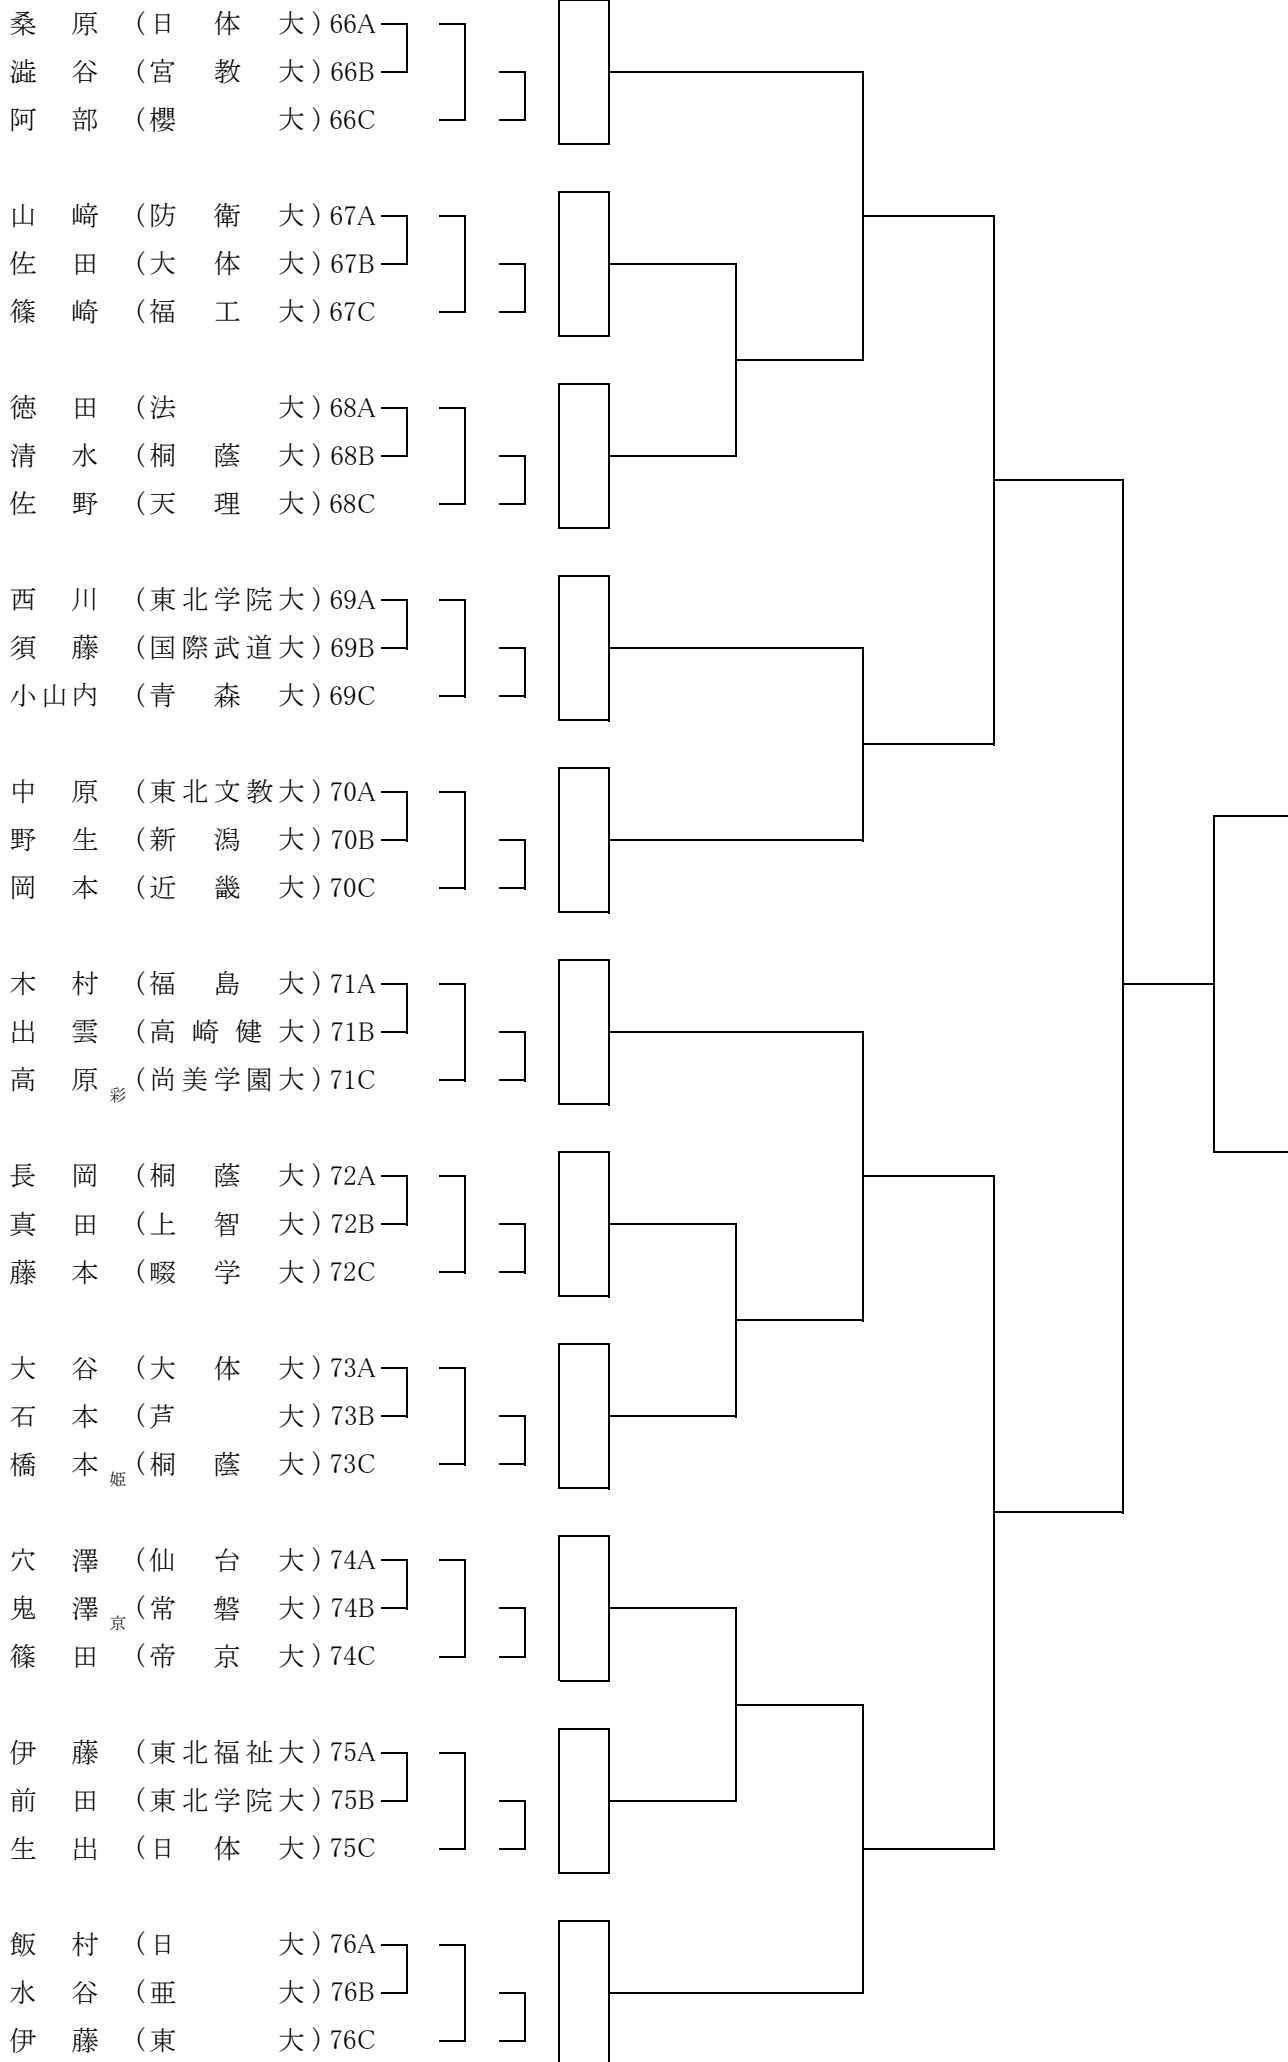 桑原（日体大）66A
澁谷（宮教大）66B
阿部（櫻大）66C
山﨑（防衛大）67A
佐田（大体大）67B
篠崎（福工大）67C
徳田（法大）68A
清水（桐蔭大）68B
佐野（天理大）68C
西川（東北学院大）69A
須藤（国際武道大）69B
小山内（青森大）69C
中原（東北文教大）70A
野生（新潟大）70B
岡本（近畿大）70C
木村（福島大）71A
出雲（高崎健大）71B
高原彩（尚美学園大）71C
長岡（桐蔭大）72A
真田（上智大）72B
藤本（畷学大）72C
大谷（大体大）73A
石本（芦大）73B
橋本姫（桐蔭大）73C
穴澤（仙台大）74A
鬼澤京（常磐大）74B
篠田（帝京大）74C
伊藤（東北福祉大）75A
前田（東北学院大）75B
生出（日体大）75C
飯村（日大）76A
水谷（亜大）76B
伊藤（東大）76C